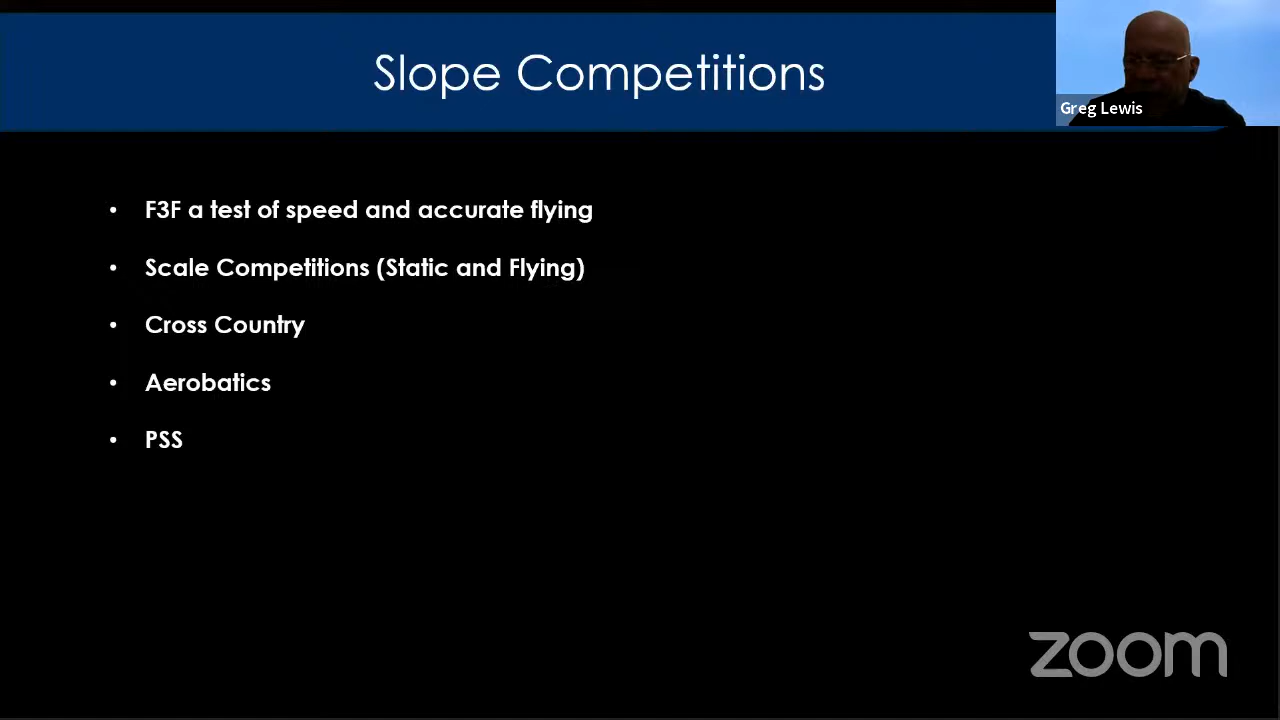 Slope Competitions
Greg Lewis
• F3F a test of speed and accurate flying
• Scale Competitions (Static and Flying)
• Cross Country
• Aerobatics
• PSS
zoom